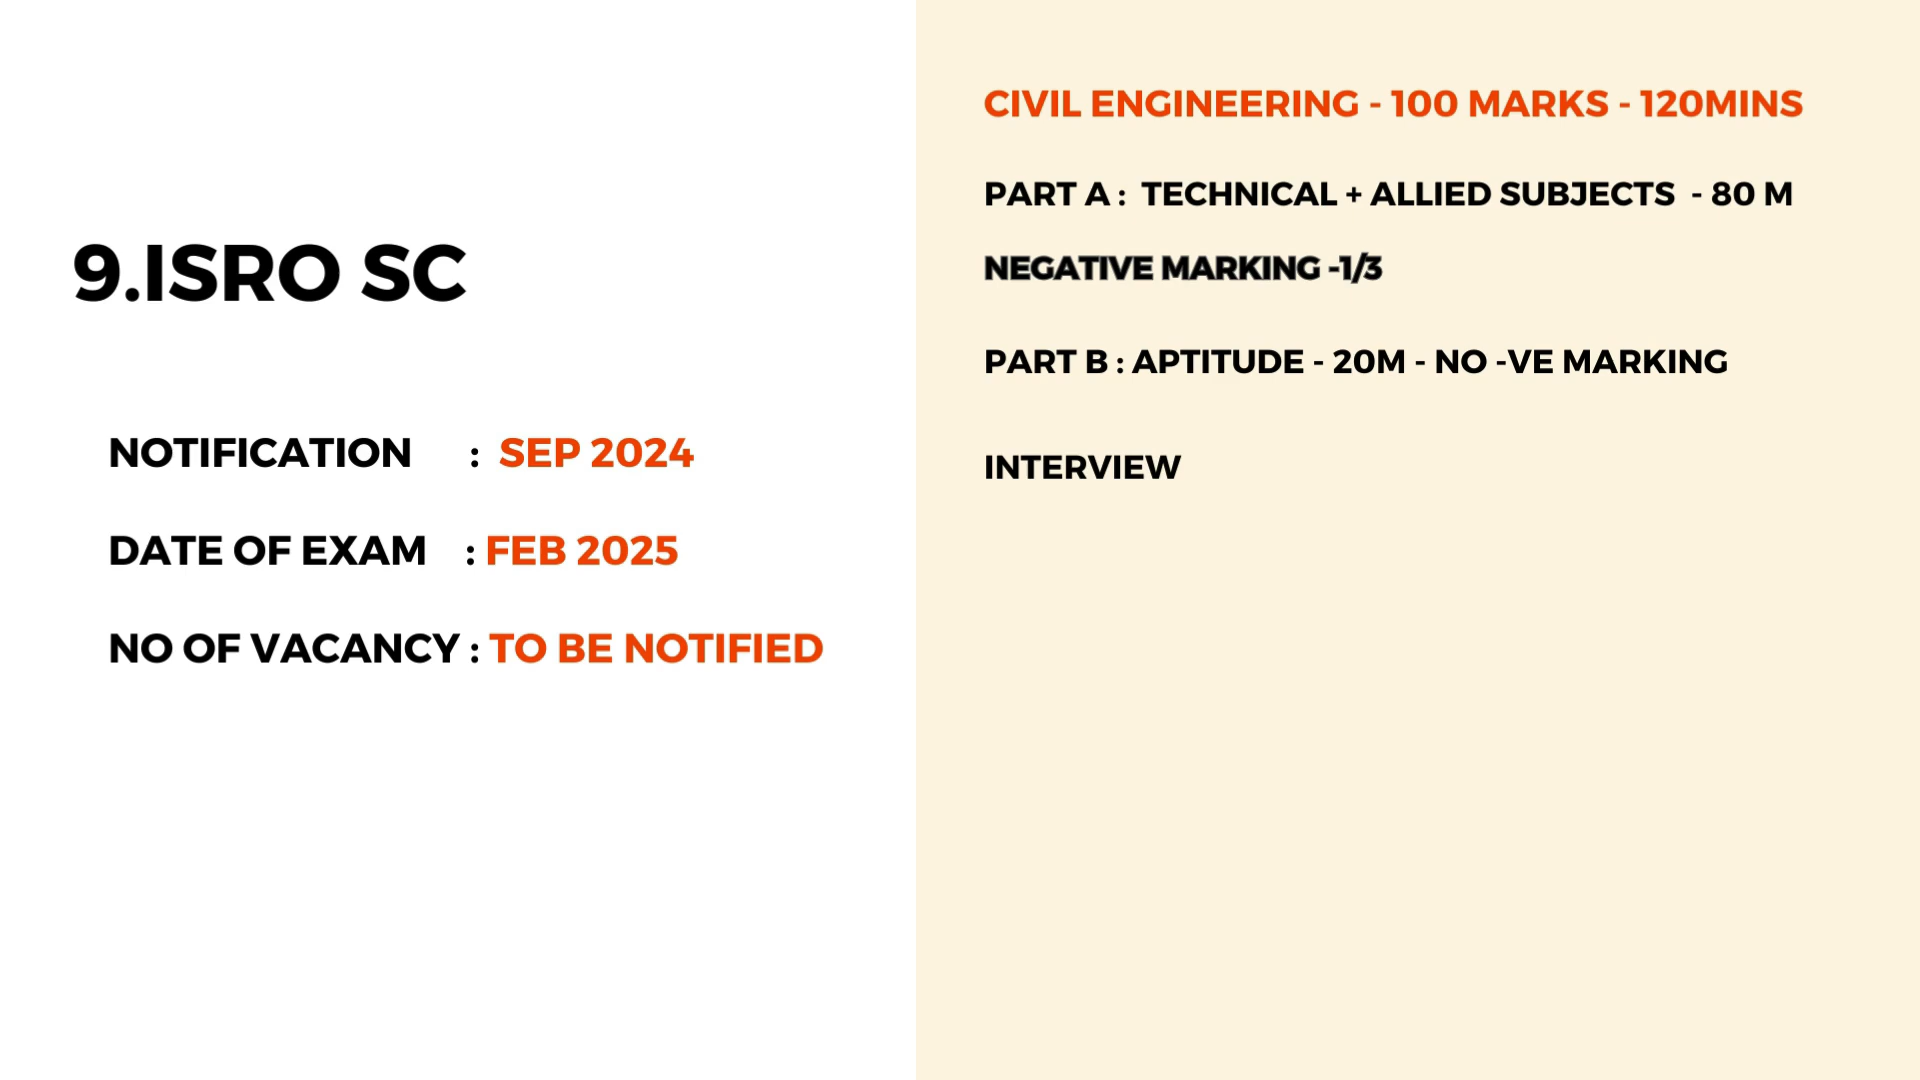 9.ISRO SC
NOTIFICATION : SEP 2024
DATE OF EXAM : FEB 2025
NO OF VACANCY : TO BE NOTIFIED
CIVIL ENGINEERING - 100 MARKS - 120MINS
PART A : TECHNICAL + ALLIED SUBJECTS - 80 M
NEGATIVE MARKING -1/3
PART B : APTITUDE - 20M - NO -VE MARKING
INTERVIEW